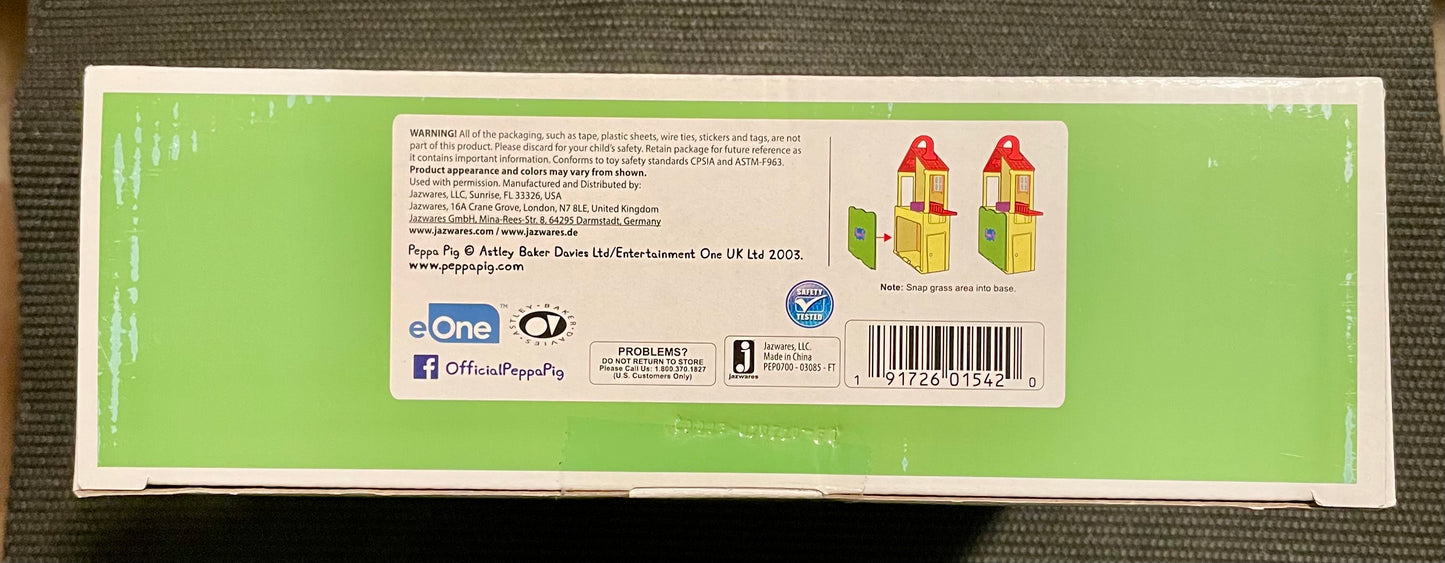 WARNING! All of the packaging, such as tape, plastic sheets, wire ties, stickers and tags, are not
part of this product. Please discard for your child's safety. Retain package for future reference as
it contains important information. Conforms to toy safety standards CPSIA and ASTM-F963.
Product appearance and colors may vary from shown.
Used with permission. Manufactured and Distributed by:
Jazwares, LLC, Sunrise, FL 33326, USA
Jazwares, 16A Crane Grove, London, N7 8LE, United Kingdom
Jazwares GmbH, Mina-Rees-Str. 8, 64295 Darmstadt, Germany
www.jazwares.com / www.jazwares.de
Peppa Pig © Astley Baker Davies Ltd/Entertainment One UK Ltd 2003.
www.peppapig.com
Note: Snap grass area into base.
SAFETY
TESTED
eOne™
ASTLEY · BAKER · DAVIES
f OfficialPeppaPig
PROBLEMS?
DO NOT RETURN TO STORE
Please Call Us: 1.800.370.1827
(U.S. Customers Only)
j
jazwares
Jazwares, LLC.
Made in China
PEP0700 - 03085 - FT
1 91726 01542 0